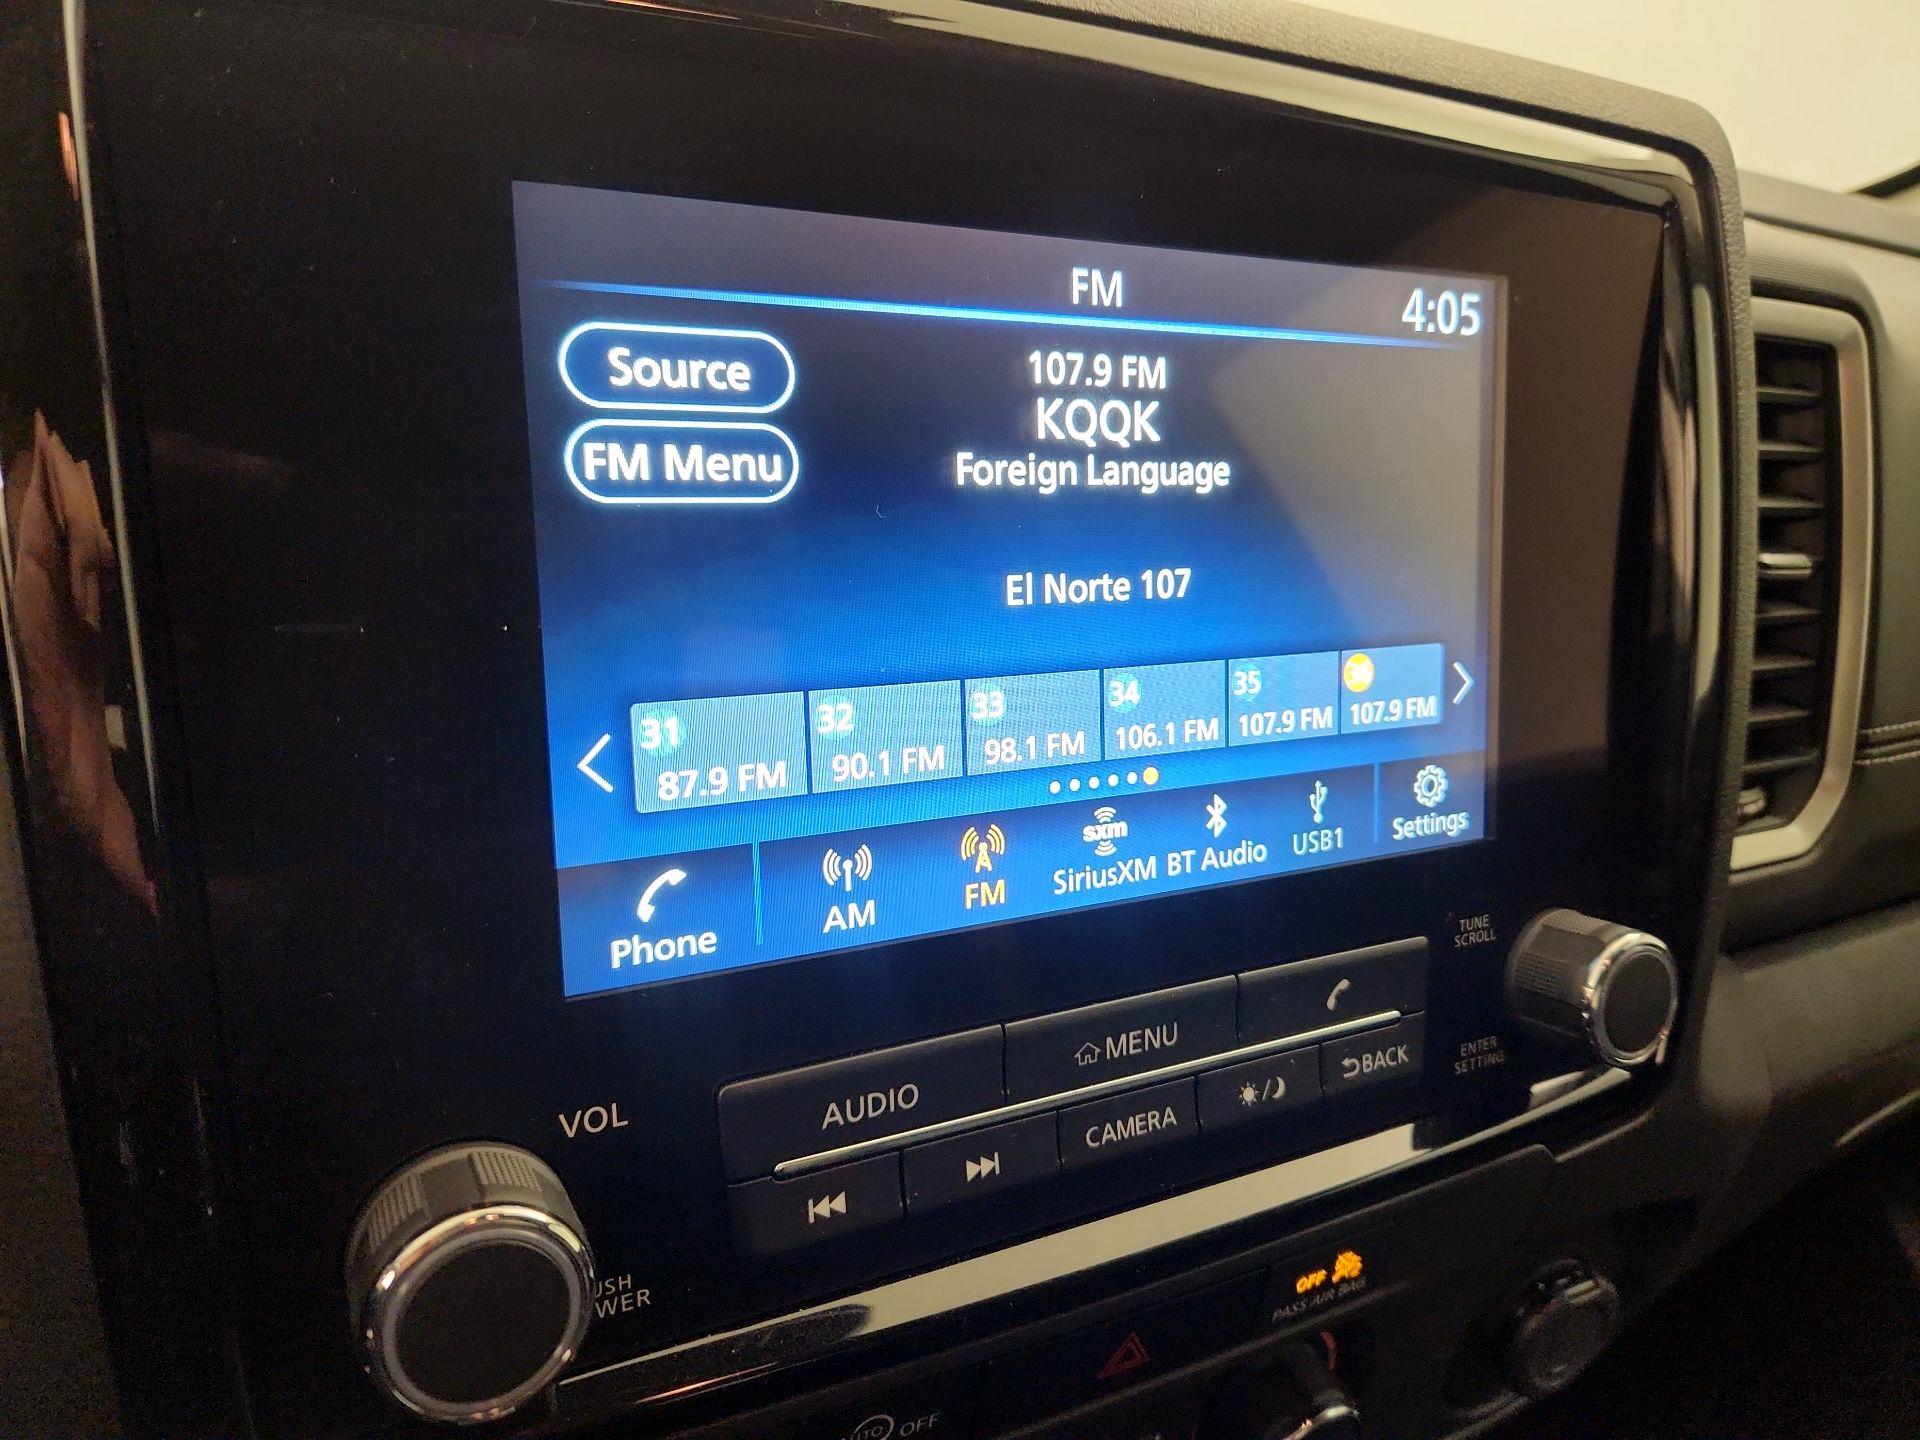 FM
4:05
Source
FM Menu
107.9 FM
KQQK
Foreign Language
El Norte 107
31
87.9 FM
32
90.1 FM
33
98.1 FM
34
106.1 FM
35
107.9 FM
36
107.9 FM
Phone
AM
FM
sxm
SiriusXM
BT Audio
USB1
Settings
TUNE
SCROLL
MENU
AUDIO
BACK
CAMERA
ENTER
SETTING
VOL
OFF
PASS AIR BAG
OFF